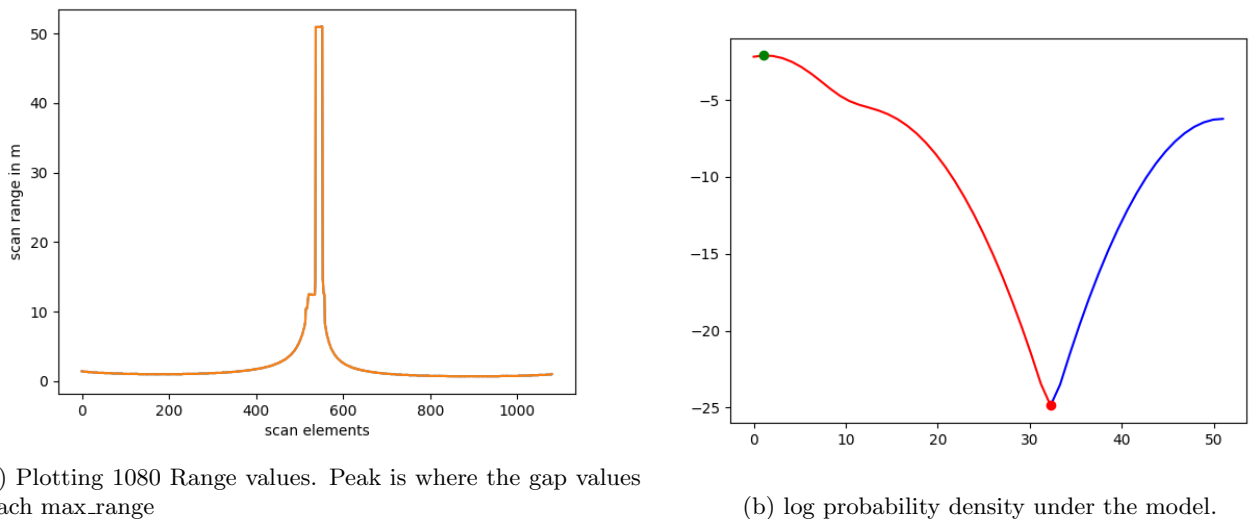 50
40
30
20
10
0
scan range in m
0 200 400 600 800 1000
scan elements
) Plotting 1080 Range values. Peak is where the gap values
ach max_range
−5
−10
−15
−20
−25
0 10 20 30 40 50
(b) log probability density under the model.